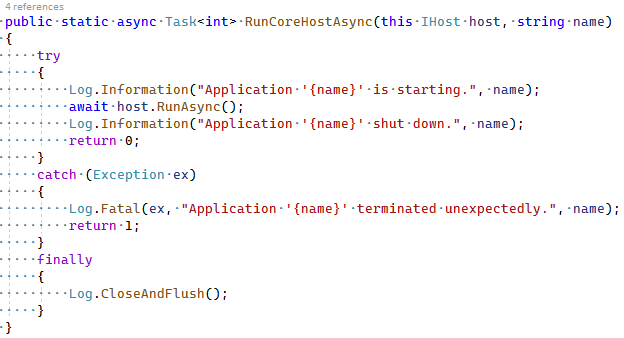 4 references
public static async Task<int> RunCoreHostAsync(this IHost host, string name)
{
    try
    {
        Log.Information("Application '{name}' is starting.", name);
        await host.RunAsync();
        Log.Information("Application '{name}' shut down.", name);
        return 0;
    }
    catch (Exception ex)
    {
        Log.Fatal(ex, "Application '{name}' terminated unexpectedly.", name);
        return 1;
    }
    finally
    {
        Log.CloseAndFlush();
    }
}